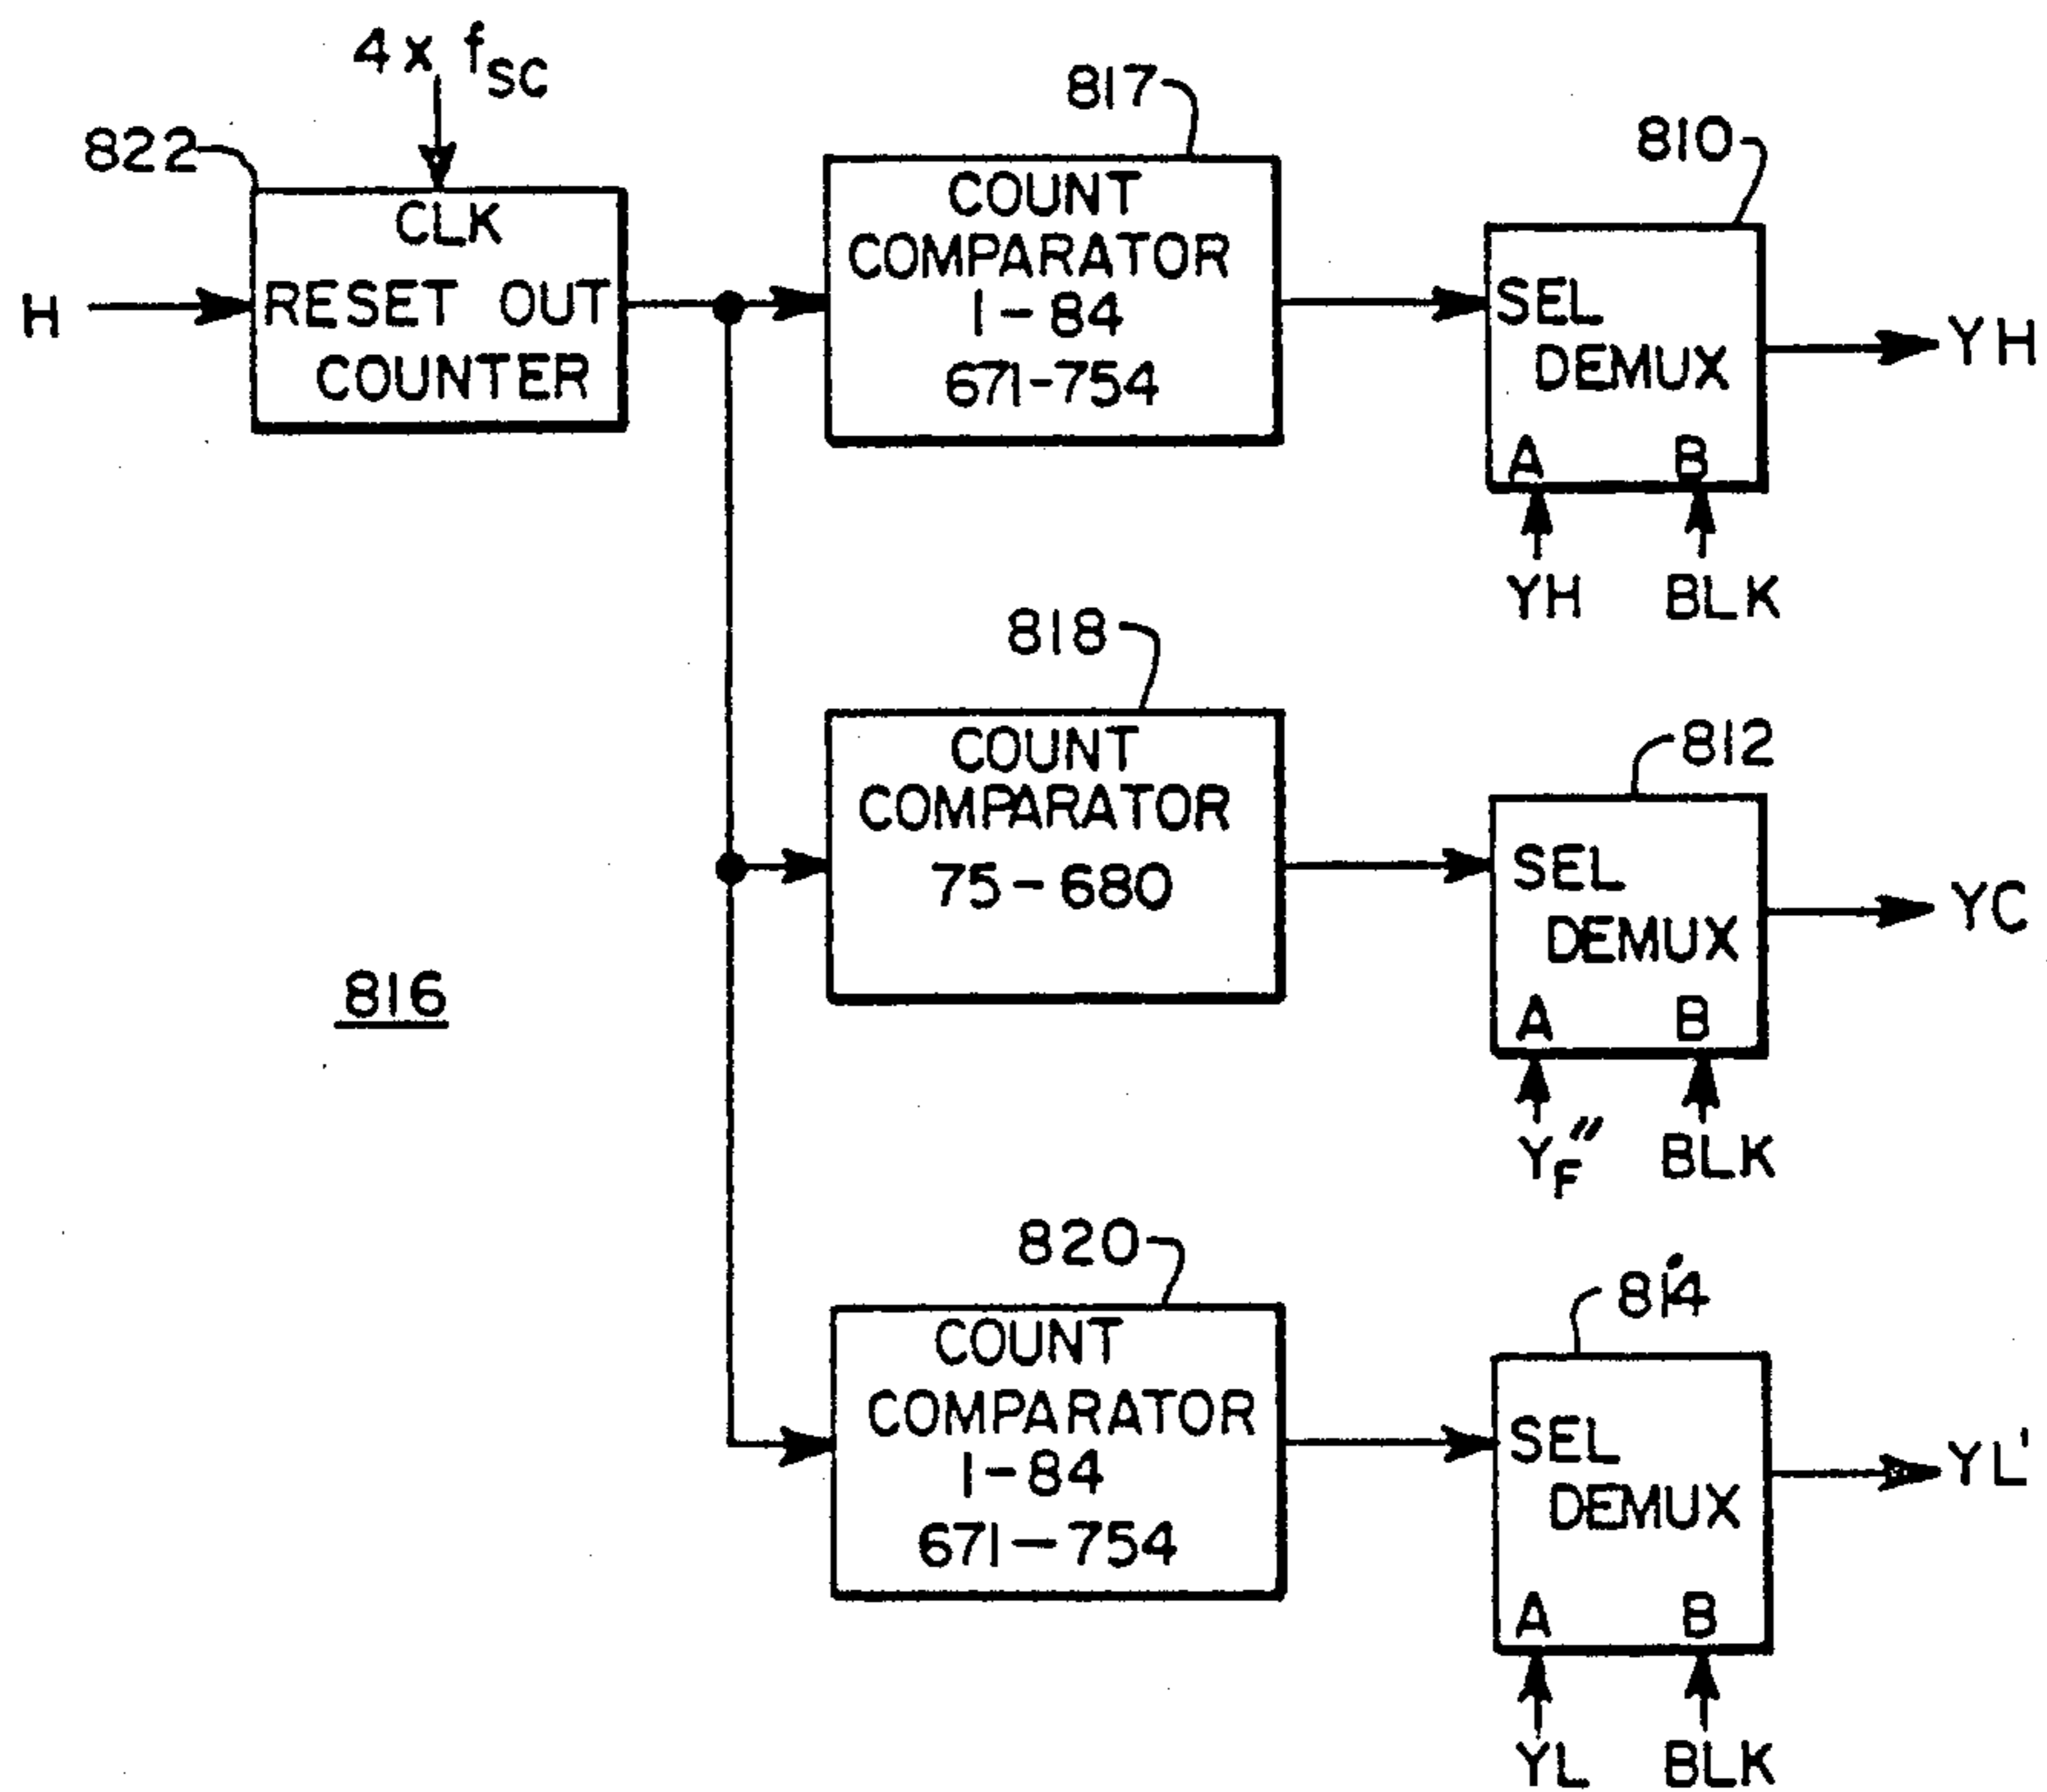 4 x fSC
822
CLK
H
RESET OUT
COUNTER
817
COUNT
COMPARATOR
1-84
671-754
810
SEL
DEMUX
YH
A B
YH BLK
818
COUNT
COMPARATOR
75-680
812
SEL
DEMUX
YC
A B
YF" BLK
816
820
COUNT
COMPARATOR
1-84
671-754
814
SEL
DEMUX
YL'
A B
YL BLK